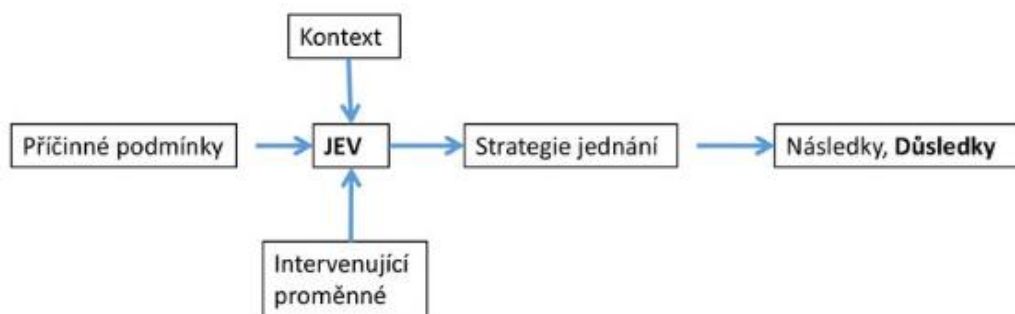 Kontext
Příčinné podmínky
JEV
Strategie jednání
Následky, Důsledky
Intervenující
proměnné